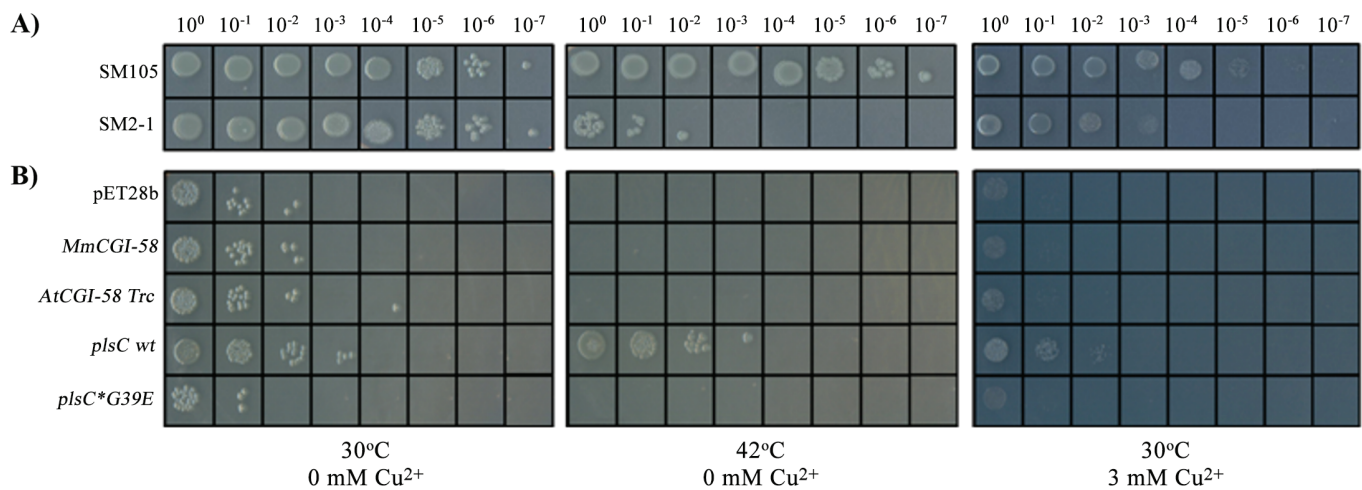 A) 10⁰ 10⁻¹ 10⁻² 10⁻³ 10⁻⁴ 10⁻⁵ 10⁻⁶ 10⁻⁷ 10⁰ 10⁻¹ 10⁻² 10⁻³ 10⁻⁴ 10⁻⁵ 10⁻⁶ 10⁻⁷ 10⁰ 10⁻¹ 10⁻² 10⁻³ 10⁻⁴ 10⁻⁵ 10⁻⁶ 10⁻⁷
SM105
SM2-1
B)
pET28b
MmCGI-58
AtCGI-58 Trc
plsC wt
plsC*G39E
30ºC 42ºC 30ºC
0 mM Cu²⁺ 0 mM Cu²⁺ 3 mM Cu²⁺